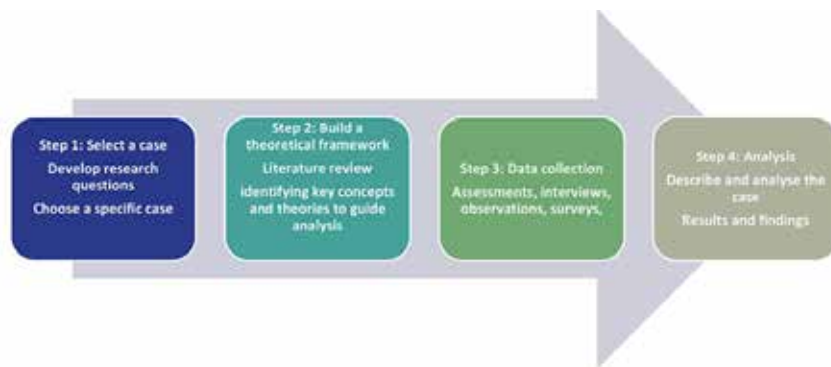 Step 1: Select a case
Develop research
questions
Choose a specific case
Step 2: Build a
theoretical framework
Literature review
identifying key concepts
and theories to guide
analysis
Step 3: Data collection
Assessments, interviews,
observations, surveys,
Step 4: Analysis
Describe and analyse the
case
Results and findings